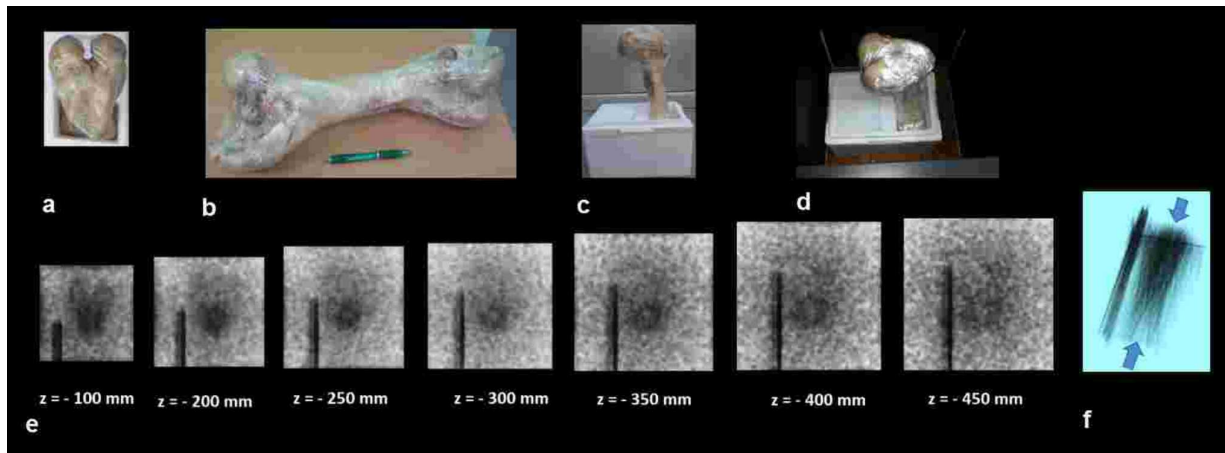 a
b
c
d
z = - 100 mm
z = - 200 mm
z = - 250 mm
z = - 300 mm
z = - 350 mm
z = - 400 mm
z = - 450 mm
e
f